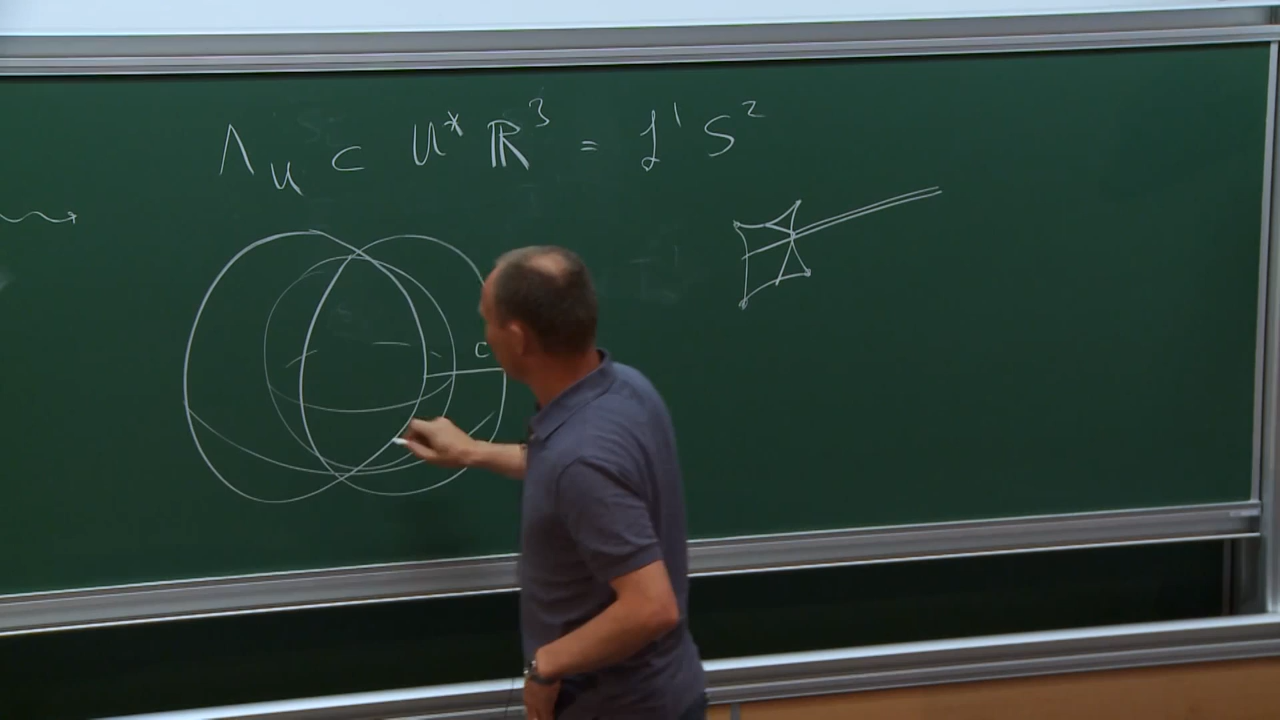 Λ_U ⊂ U*ℝ³ = J¹S²
c